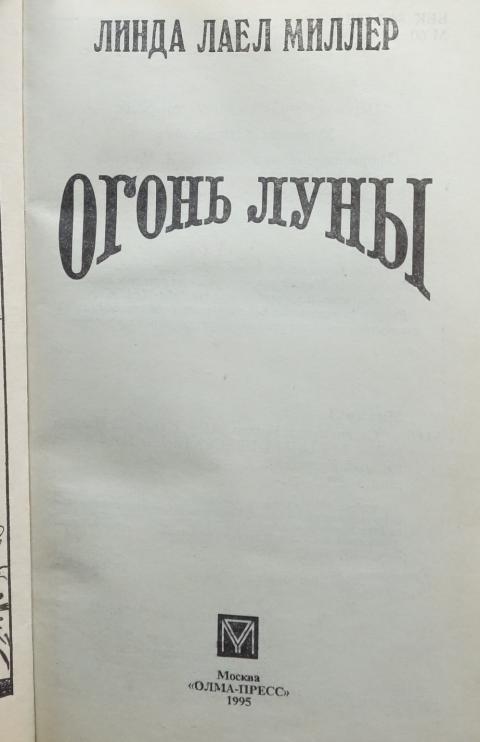 ЛИНДА ЛАЕЛ МИЛЛЕР
ОГОНЬ ЛУНЫ
Москва
«ОЛМА-ПРЕСС»
1995